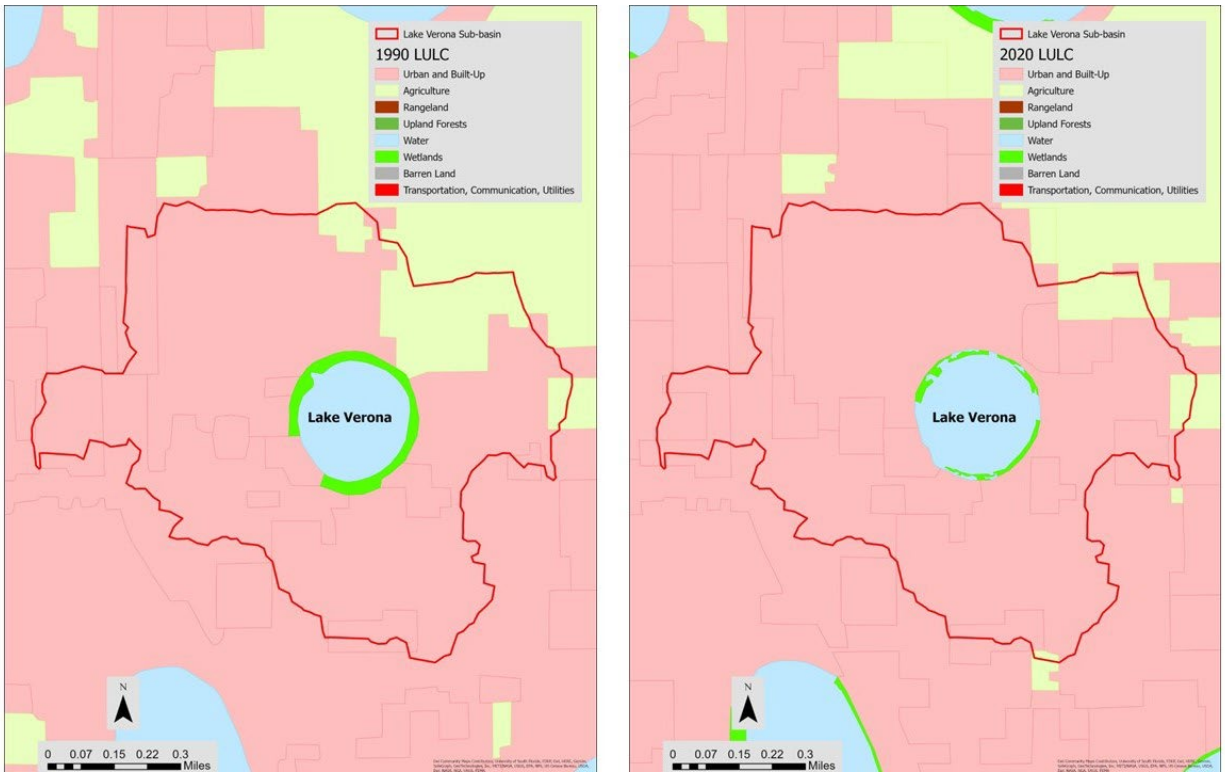 Lake Verona Sub-basin
1990 LULC
Urban and Built-Up
Agriculture
Rangeland
Upland Forests
Water
Wetlands
Barren Land
Transportation, Communication, Utilities
Lake Verona
N
0 0.07 0.15 0.22 0.3
Miles
Lake Verona Sub-basin
2020 LULC
Urban and Built-Up
Agriculture
Rangeland
Upland Forests
Water
Wetlands
Barren Land
Transportation, Communication, Utilities
Lake Verona
N
0 0.07 0.15 0.22 0.3
Miles